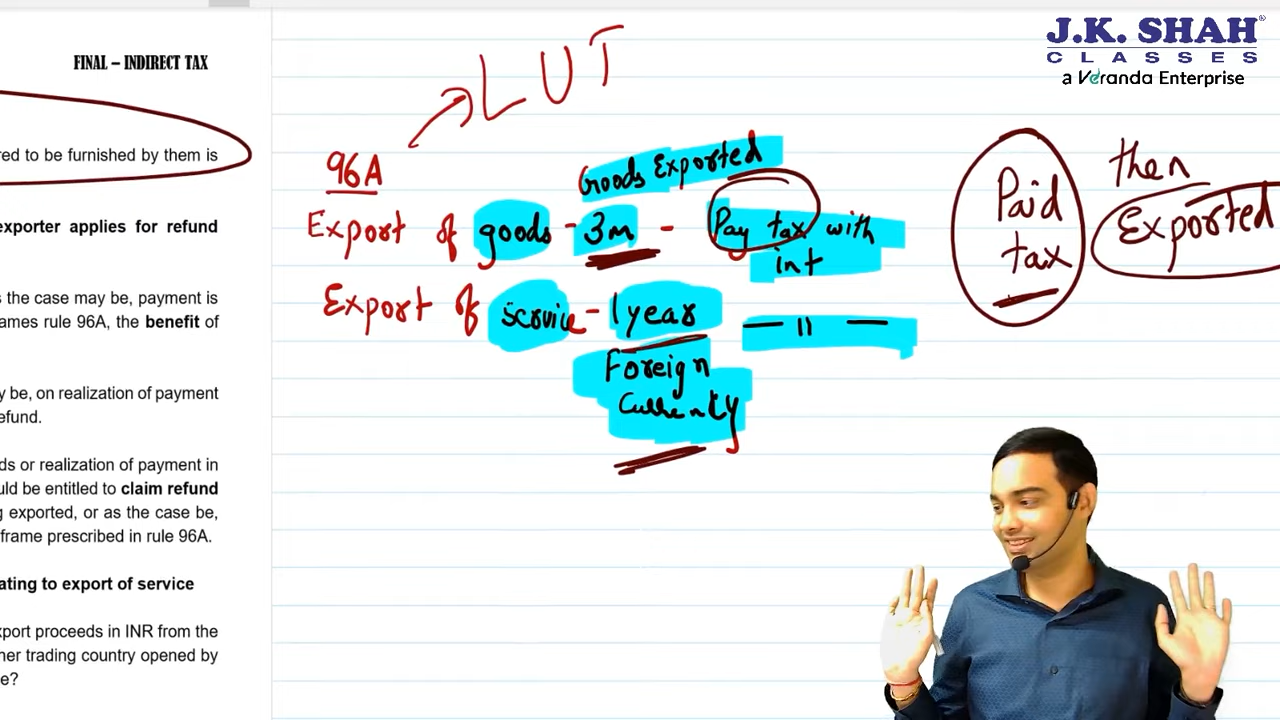 FINAL – INDIRECT TAX
red to be furnished by them is
exporter applies for refund
s the case may be, payment is
ames rule 96A, the benefit of
y be, on realization of payment
efund.
ds or realization of payment in
uld be entitled to claim refund
g exported, or as the case be,
frame prescribed in rule 96A.
ating to export of service
xport proceeds in INR from the
her trading country opened by
e?
LUT
96A
Goods Exported
Export of goods - 3m - Pay tax with
int
Export of service - 1 year — 11 —
Foreign
Currency
Paid
tax
then
Exported
J.K. SHAH
CLASSES
a Veranda Enterprise